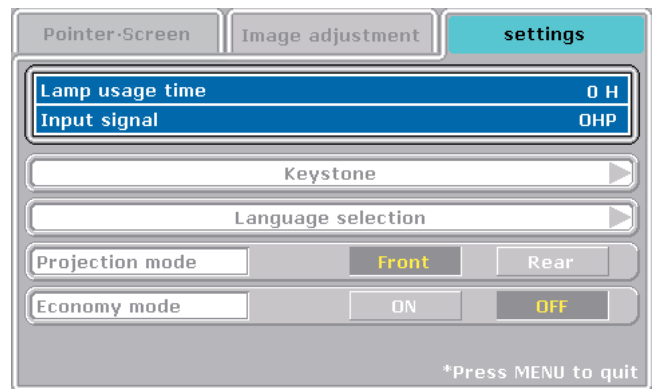 Pointer·Screen Image adjustment settings
Lamp usage time 0 H
Input signal OHP
Keystone
Language selection
Projection mode Front Rear
Economy mode ON OFF
*Press MENU to quit